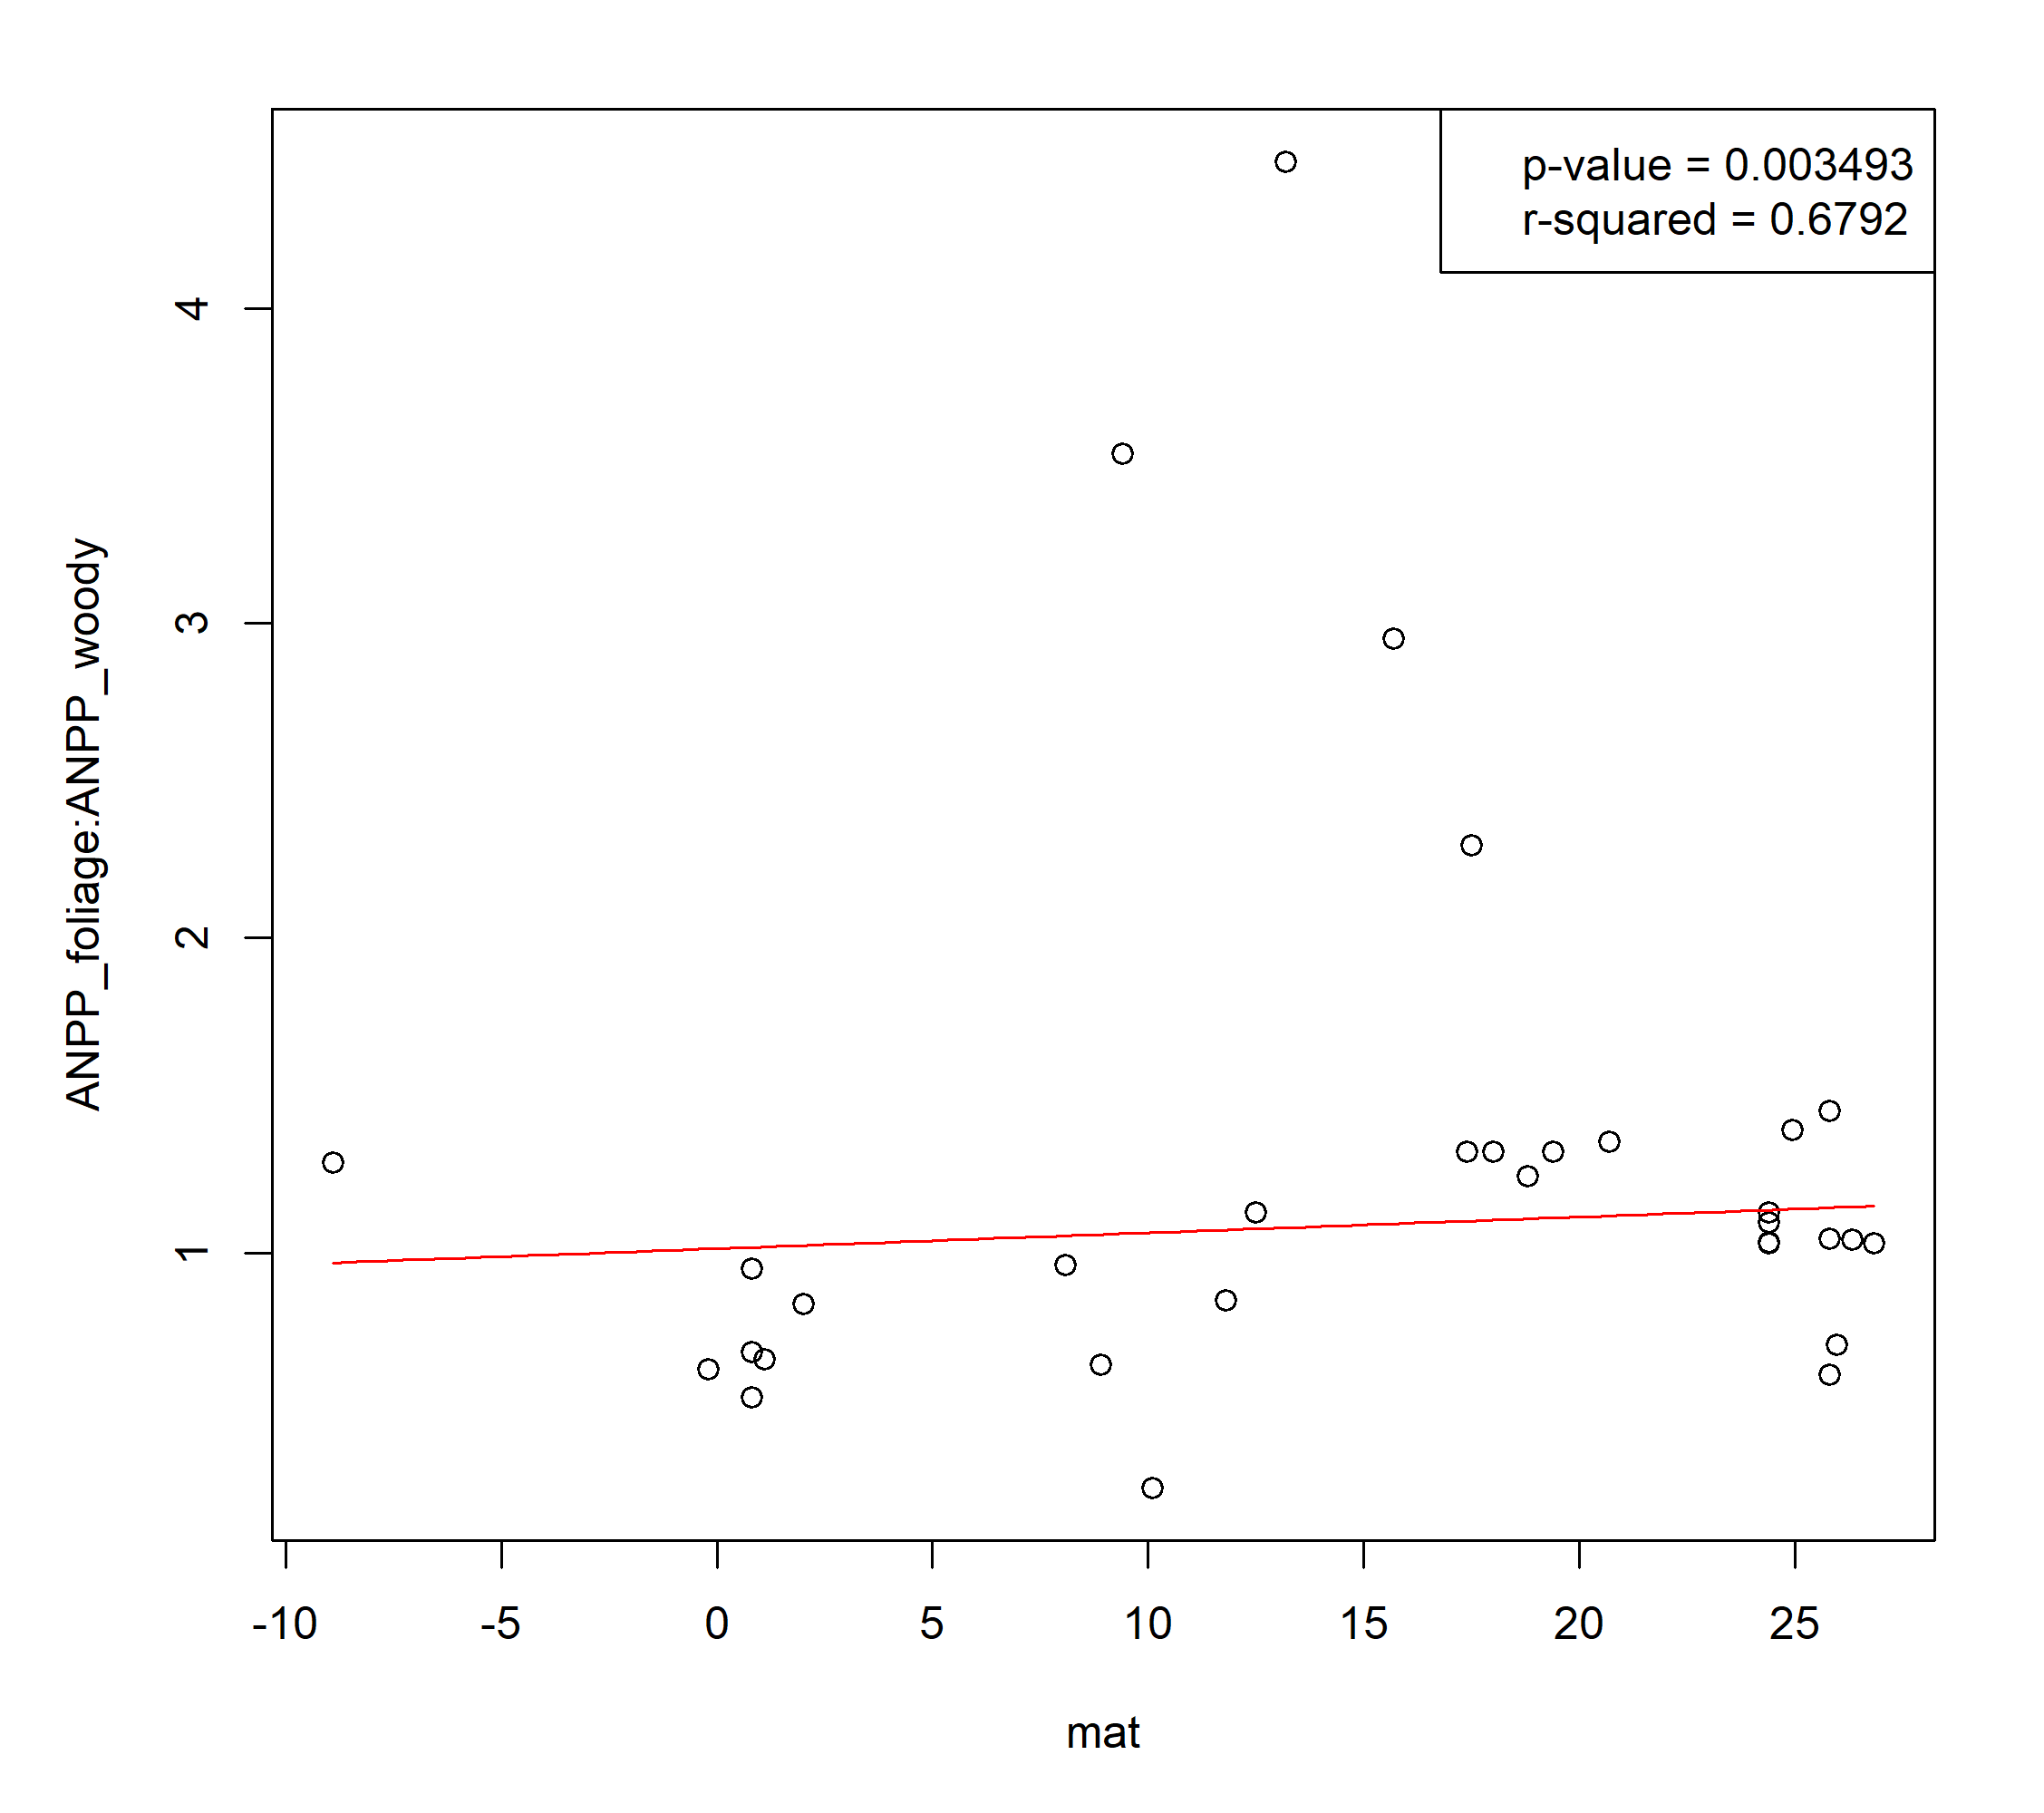 p-value = 0.003493
r-squared = 0.6792
ANPP_foliage:ANPP_woody
4
3
2
1
-10 -5 0 5 10 15 20 25
mat